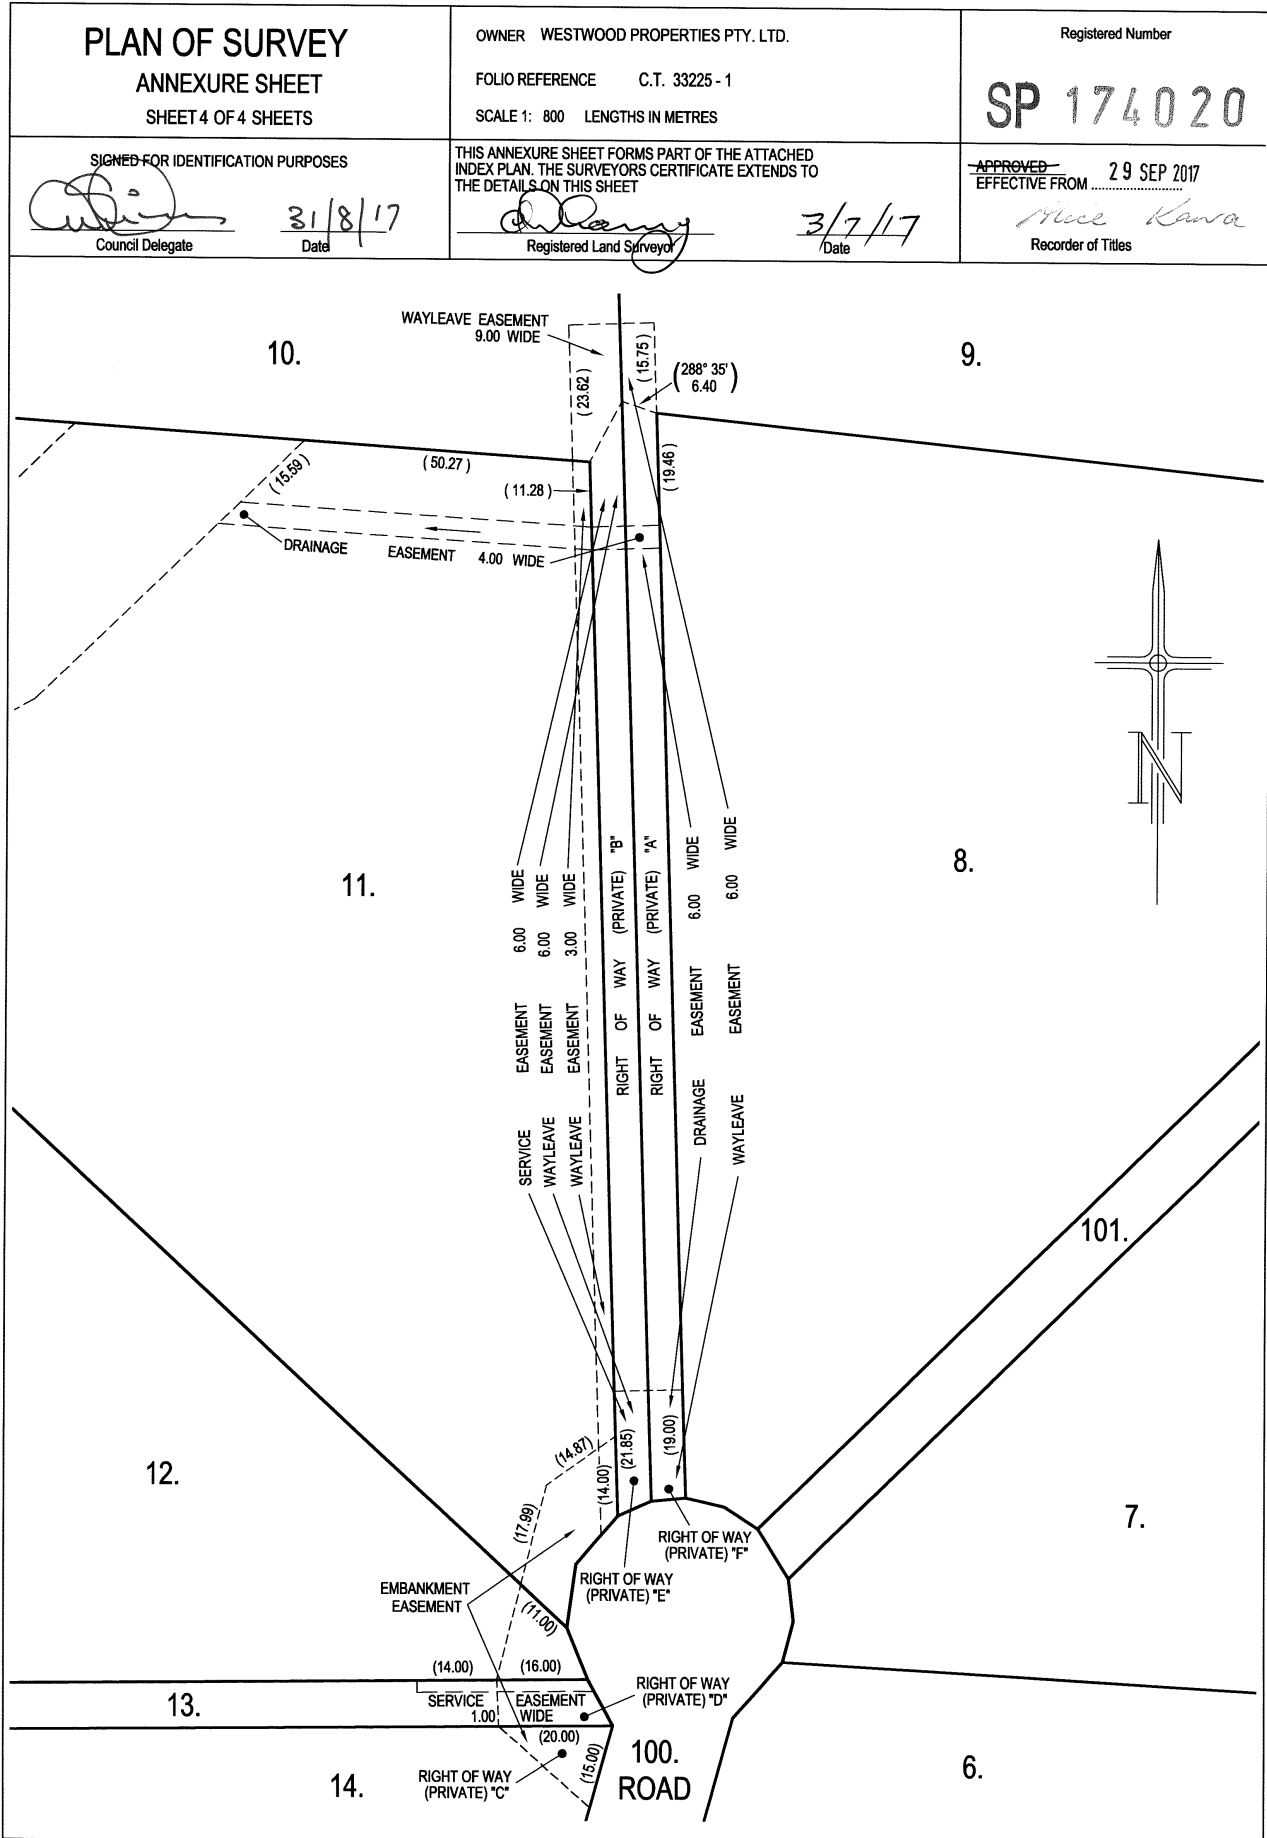 PLAN OF SURVEY
ANNEXURE SHEET
SHEET 4 OF 4 SHEETS
OWNER WESTWOOD PROPERTIES PTY. LTD.
FOLIO REFERENCE C.T. 33225 - 1
SCALE 1: 800 LENGTHS IN METRES
Registered Number
SP 174020
SIGNED FOR IDENTIFICATION PURPOSES
31/8/17
Council Delegate
Date
THIS ANNEXURE SHEET FORMS PART OF THE ATTACHED
INDEX PLAN. THE SURVEYORS CERTIFICATE EXTENDS TO
THE DETAILS ON THIS SHEET
3/7/17
Registered Land Surveyor
Date
APPROVED
EFFECTIVE FROM 29 SEP 2017
Alice Kawa
Recorder of Titles
WAYLEAVE EASEMENT
9.00 WIDE
10.
9.
(15.75)
(288° 35'
6.40)
(23.62)
(50.27)
(19.46)
(15.59)
(11.28)
DRAINAGE EASEMENT 4.00 WIDE
N
11.
8.
SERVICE EASEMENT 6.00 WIDE
WAYLEAVE EASEMENT 6.00 WIDE
WAYLEAVE EASEMENT 3.00 WIDE
RIGHT OF WAY (PRIVATE) "B"
RIGHT OF WAY (PRIVATE) "A"
DRAINAGE EASEMENT 6.00 WIDE
WAYLEAVE EASEMENT 6.00 WIDE
101.
12.
7.
(14.87)
(21.85)
(19.00)
(14.00)
(17.99)
RIGHT OF WAY
(PRIVATE) "F"
RIGHT OF WAY
(PRIVATE) "E"
EMBANKMENT
EASEMENT
(11.00)
(14.00)
(16.00)
RIGHT OF WAY
(PRIVATE) "D"
13.
SERVICE EASEMENT
1.00 WIDE
(20.00)
(15.00)
RIGHT OF WAY
(PRIVATE) "C"
14.
100.
ROAD
6.